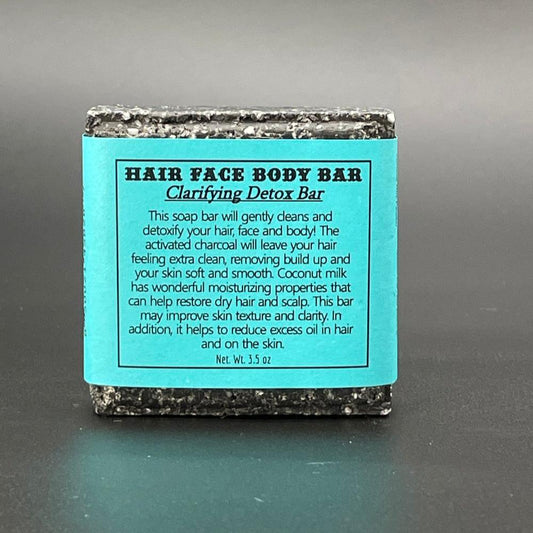 HAIR FACE BODY BAR
Clarifying Detox Bar
This soap bar will gently cleans and
detoxify your hair, face and body! The
activated charcoal will leave your hair
feeling extra clean, removing build up and
your skin soft and smooth. Coconut milk
has wonderful moisturizing properties that
can help restore dry hair and scalp. This bar
may improve skin texture and clarity. In
addition, it helps to reduce excess oil in hair
and on the skin.
Net. Wt. 3.5 oz